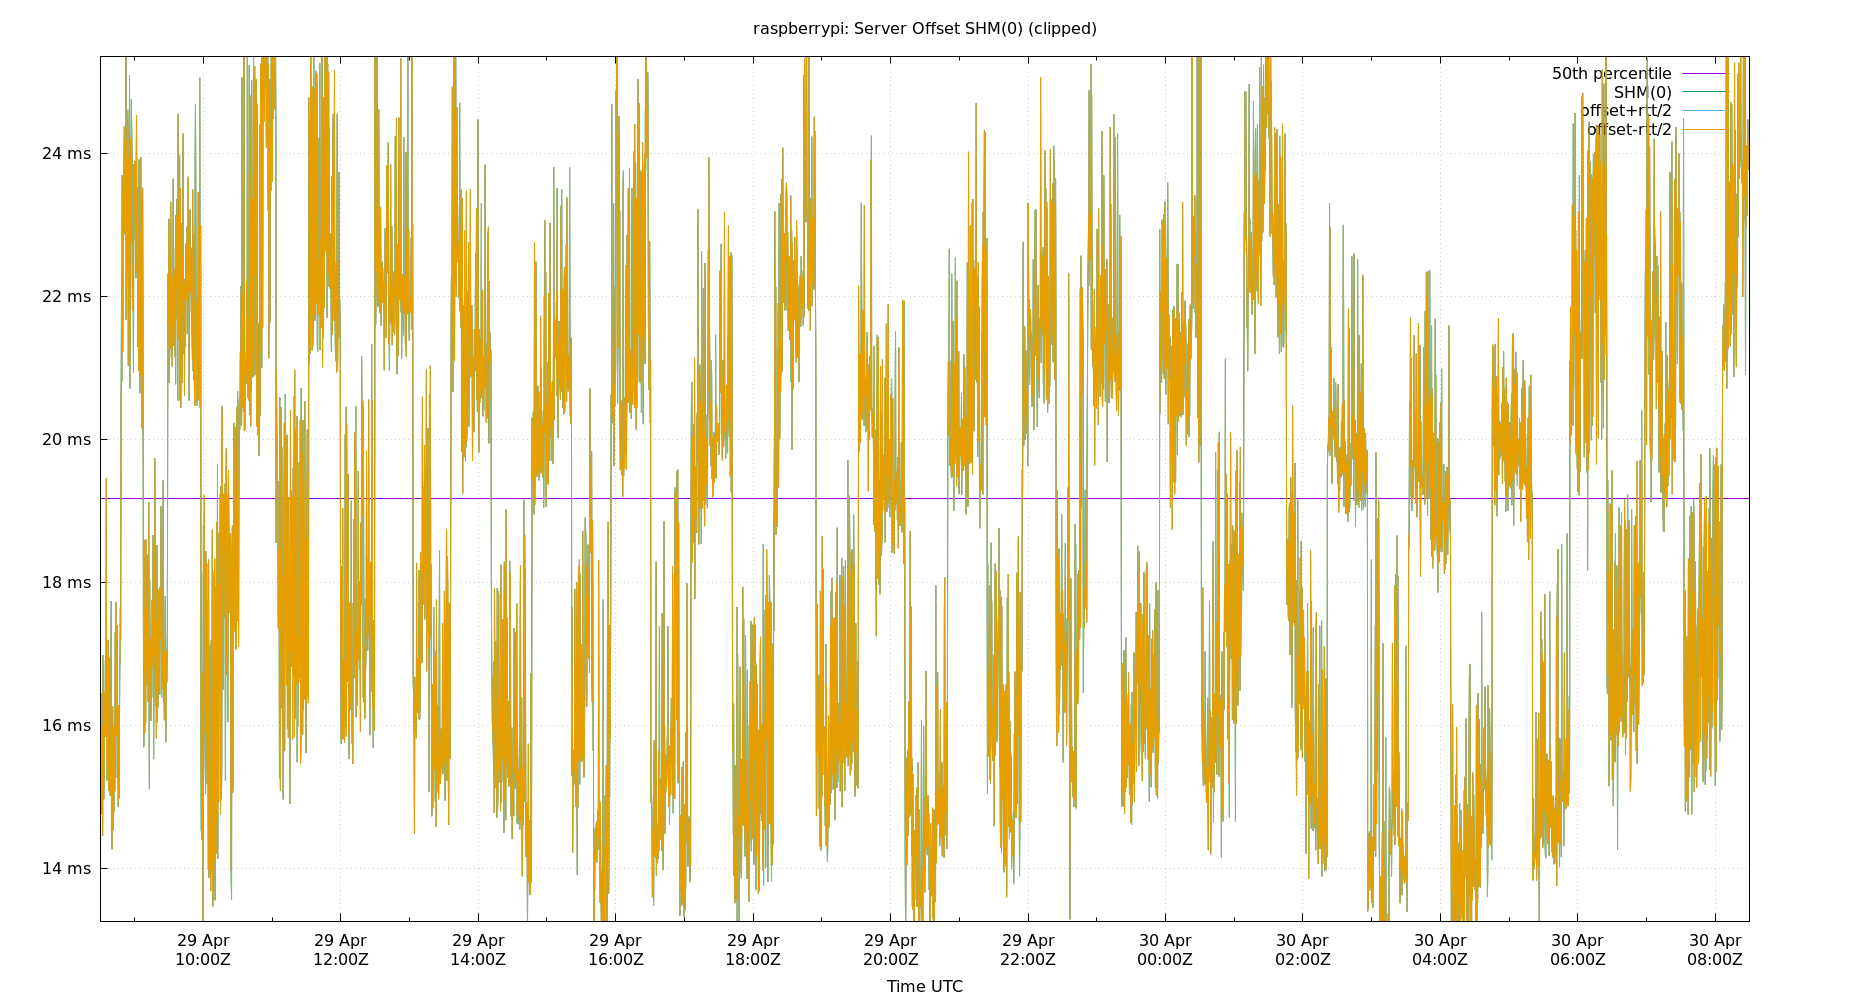 raspberrypi: Server Offset SHM(0) (clipped)
50th percentile
SHM(0)
offset+rtt/2
offset-rtt/2
24 ms
22 ms
20 ms
18 ms
16 ms
14 ms
29 Apr 29 Apr 29 Apr 29 Apr 29 Apr 29 Apr 29 Apr 30 Apr 30 Apr 30 Apr 30 Apr 30 Apr
10:00Z 12:00Z 14:00Z 16:00Z 18:00Z 20:00Z 22:00Z 00:00Z 02:00Z 04:00Z 06:00Z 08:00Z
Time UTC